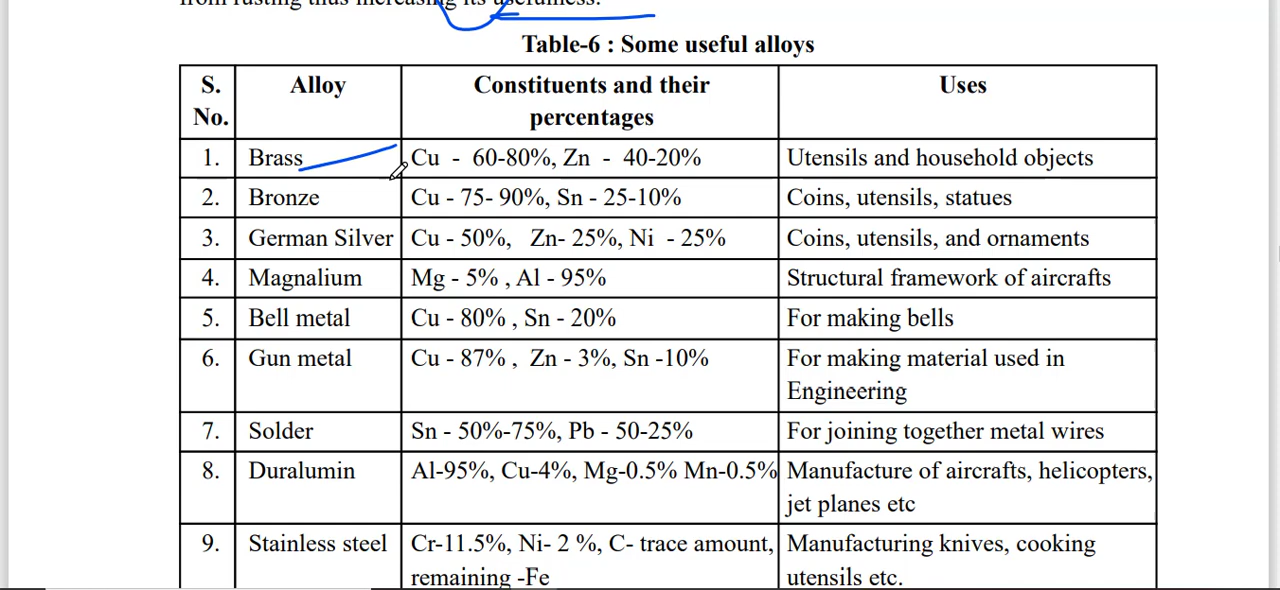 from rusting thus increasing its usefulness.
Table-6 : Some useful alloys
S. No. Alloy Constituents and their percentages Uses
1. Brass Cu - 60-80%, Zn - 40-20% Utensils and household objects
2. Bronze Cu - 75- 90%, Sn - 25-10% Coins, utensils, statues
3. German Silver Cu - 50%, Zn- 25%, Ni - 25% Coins, utensils, and ornaments
4. Magnalium Mg - 5% , Al - 95% Structural framework of aircrafts
5. Bell metal Cu - 80% , Sn - 20% For making bells
6. Gun metal Cu - 87% , Zn - 3%, Sn -10% For making material used in
Engineering
7. Solder Sn - 50%-75%, Pb - 50-25% For joining together metal wires
8. Duralumin Al-95%, Cu-4%, Mg-0.5% Mn-0.5% Manufacture of aircrafts, helicopters,
jet planes etc
9. Stainless steel Cr-11.5%, Ni- 2 %, C- trace amount, Manufacturing knives, cooking
remaining -Fe utensils etc.